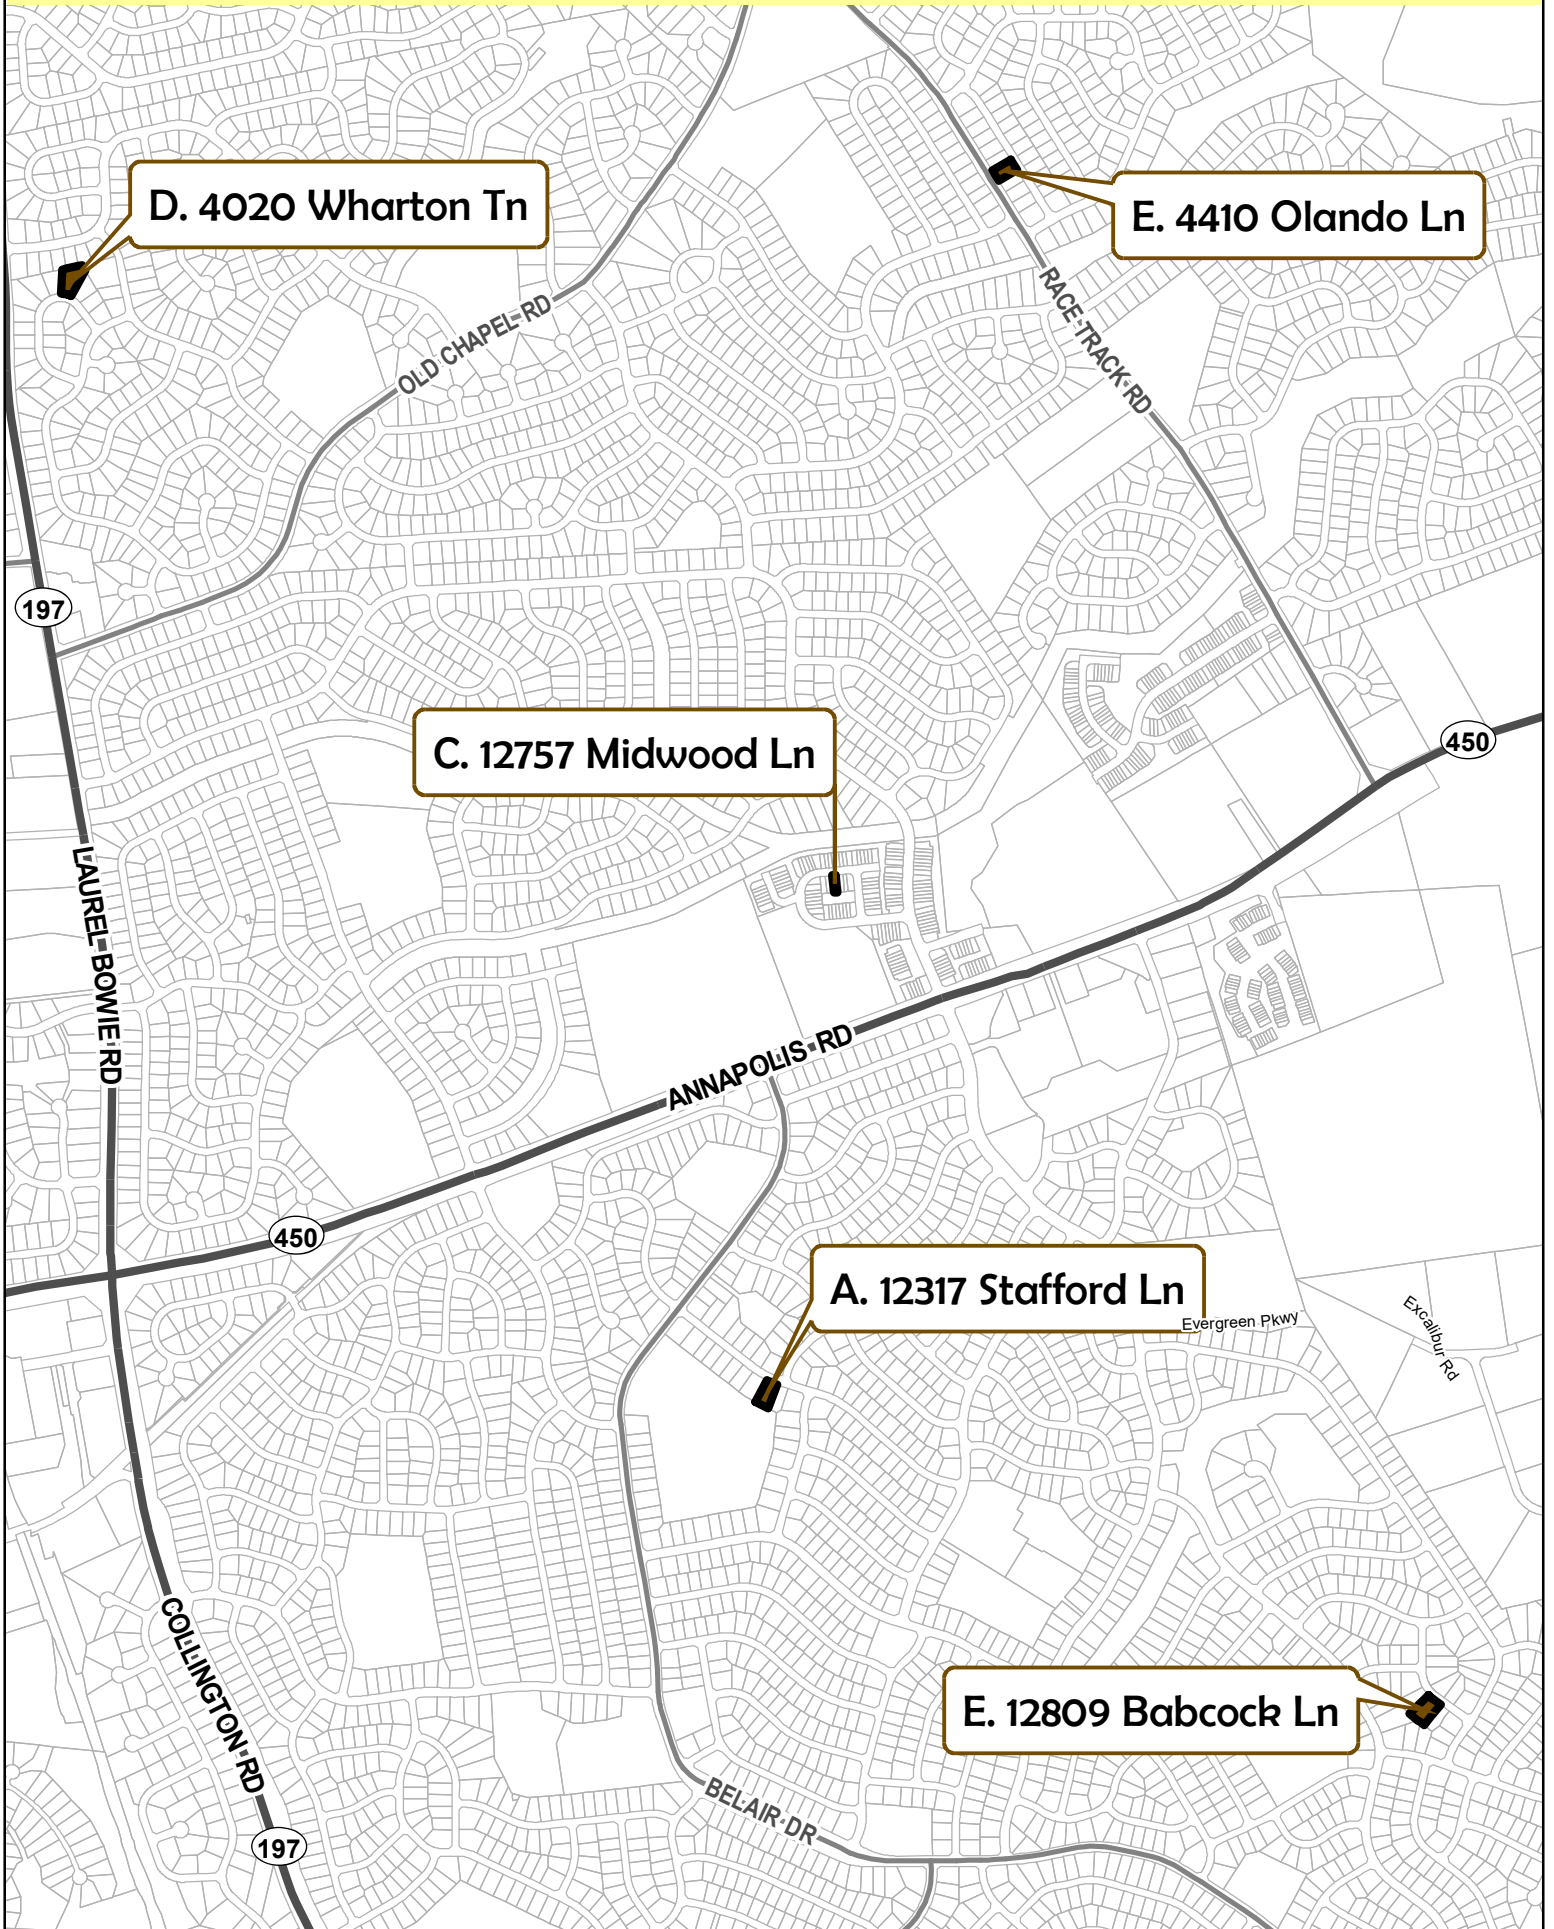 D. 4020 Wharton Tn
E. 4410 Olando Ln
OLD CHAPEL RD
RACE TRACK RD
197
C. 12757 Midwood Ln
450
LAUREL BOWIE RD
ANNAPOLIS RD
450
A. 12317 Stafford Ln
Evergreen Pkwy
Excalibur Rd
COLLINGTON RD
E. 12809 Babcock Ln
BELAIR DR
197